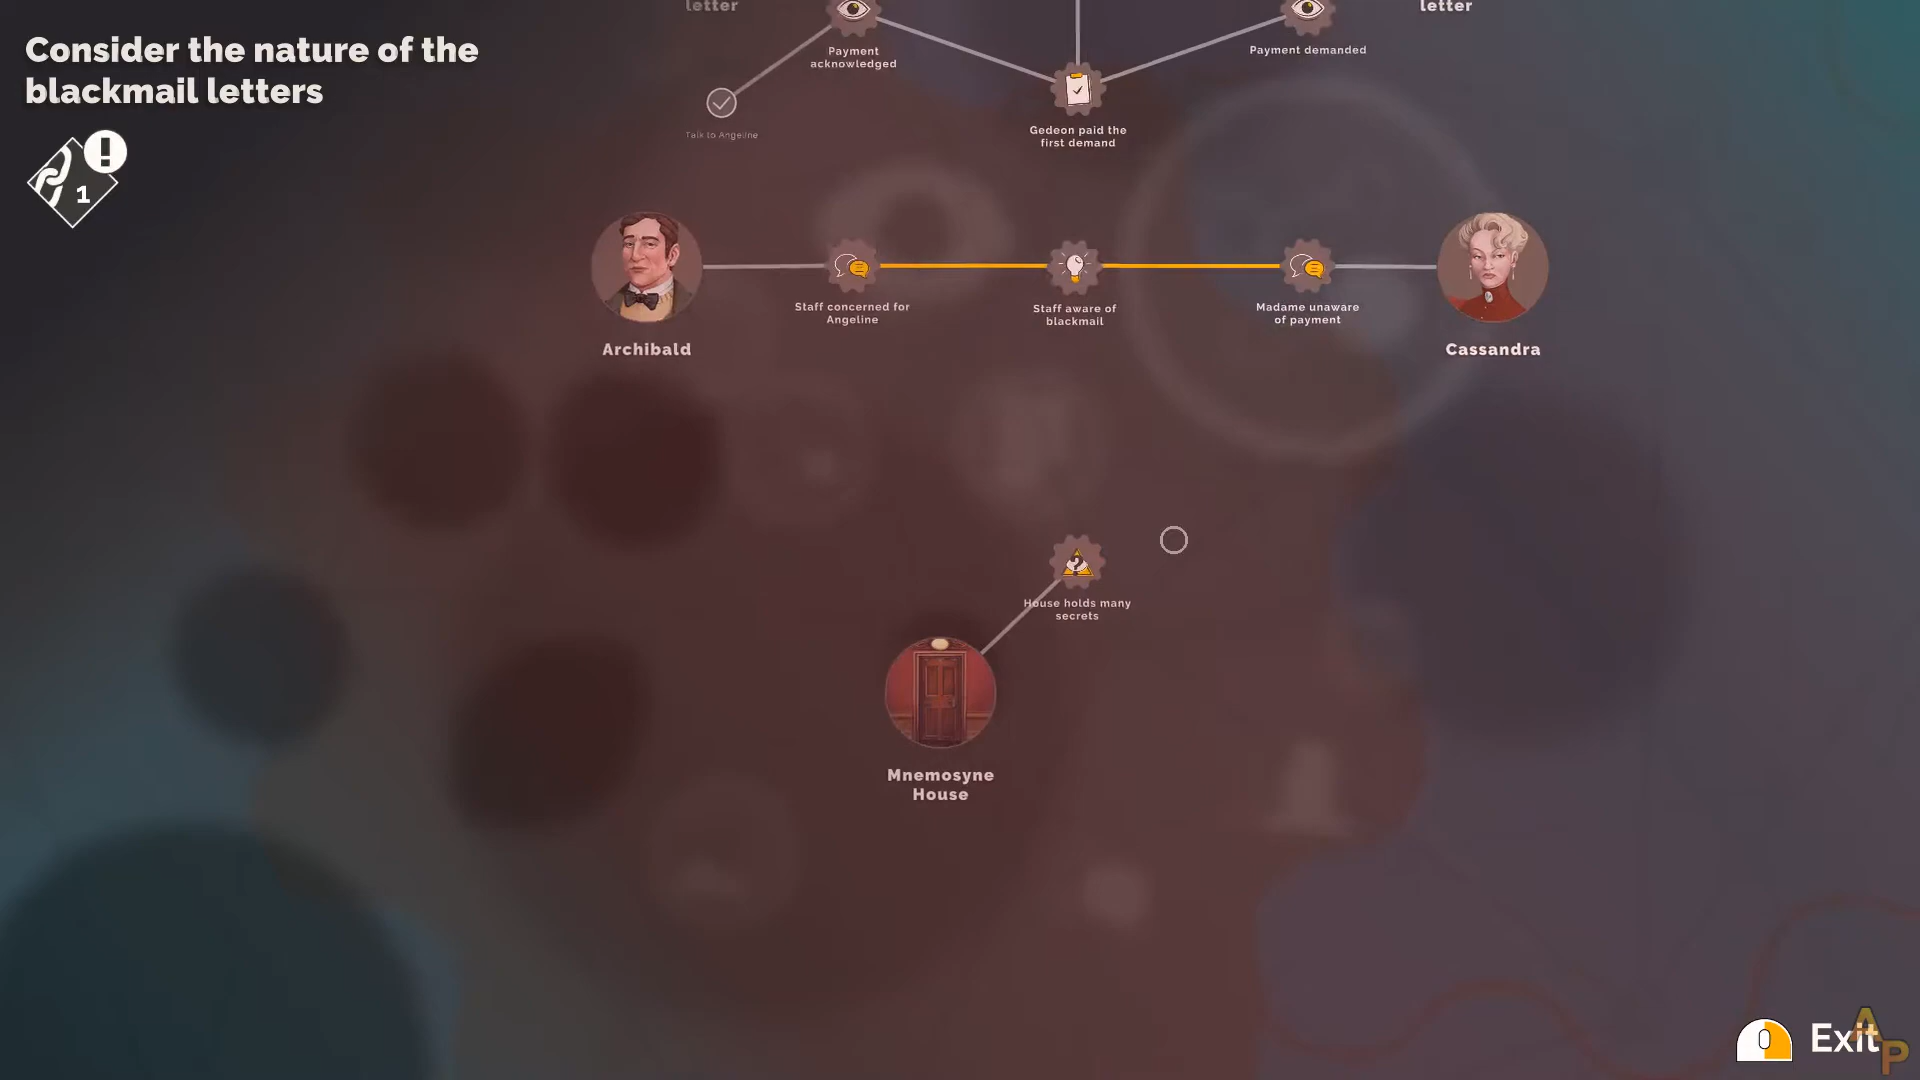 letter
letter
Consider the nature of the
blackmail letters
1
Payment
acknowledged
Payment demanded
Talk to Angeline
Gedeon paid the
first demand
Staff concerned for
Angeline
Staff aware of
blackmail
Madame unaware
of payment
Archibald
Cassandra
House holds many
secrets
Mnemosyne
House
Exit
AP